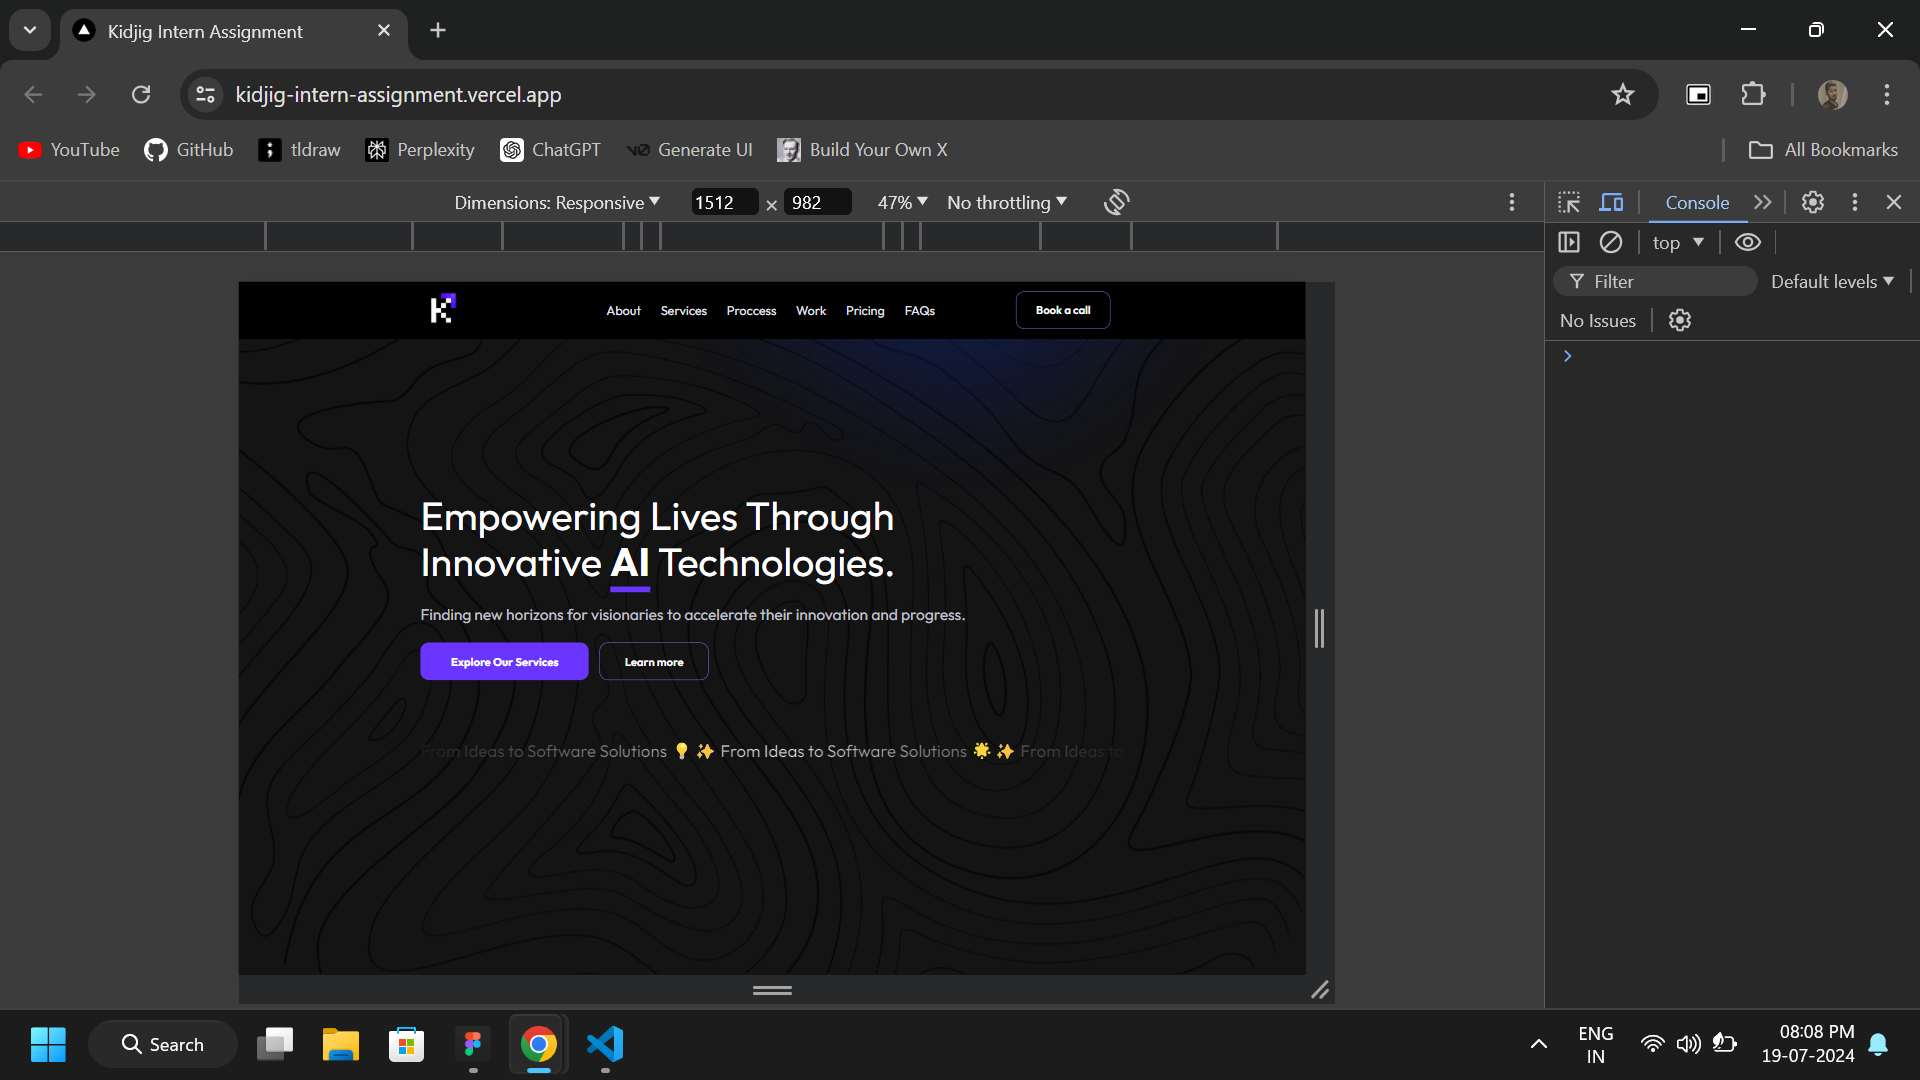 Kidjig Intern Assignment
kidjig-intern-assignment.vercel.app
YouTube GitHub tldraw Perplexity ChatGPT Generate UI Build Your Own X All Bookmarks
Dimensions: Responsive 1512 × 982 47% No throttling
Console
top
Filter Default levels
No Issues
About Services Proccess Work Pricing FAQs Book a call
Empowering Lives Through
Innovative AI Technologies.
Finding new horizons for visionaries to accelerate their innovation and progress.
Explore Our Services Learn more
From Ideas to Software Solutions 💡 ✨ From Ideas to Software Solutions 🌟 ✨ From Ideas to
Search
ENG
IN
08:08 PM
19-07-2024